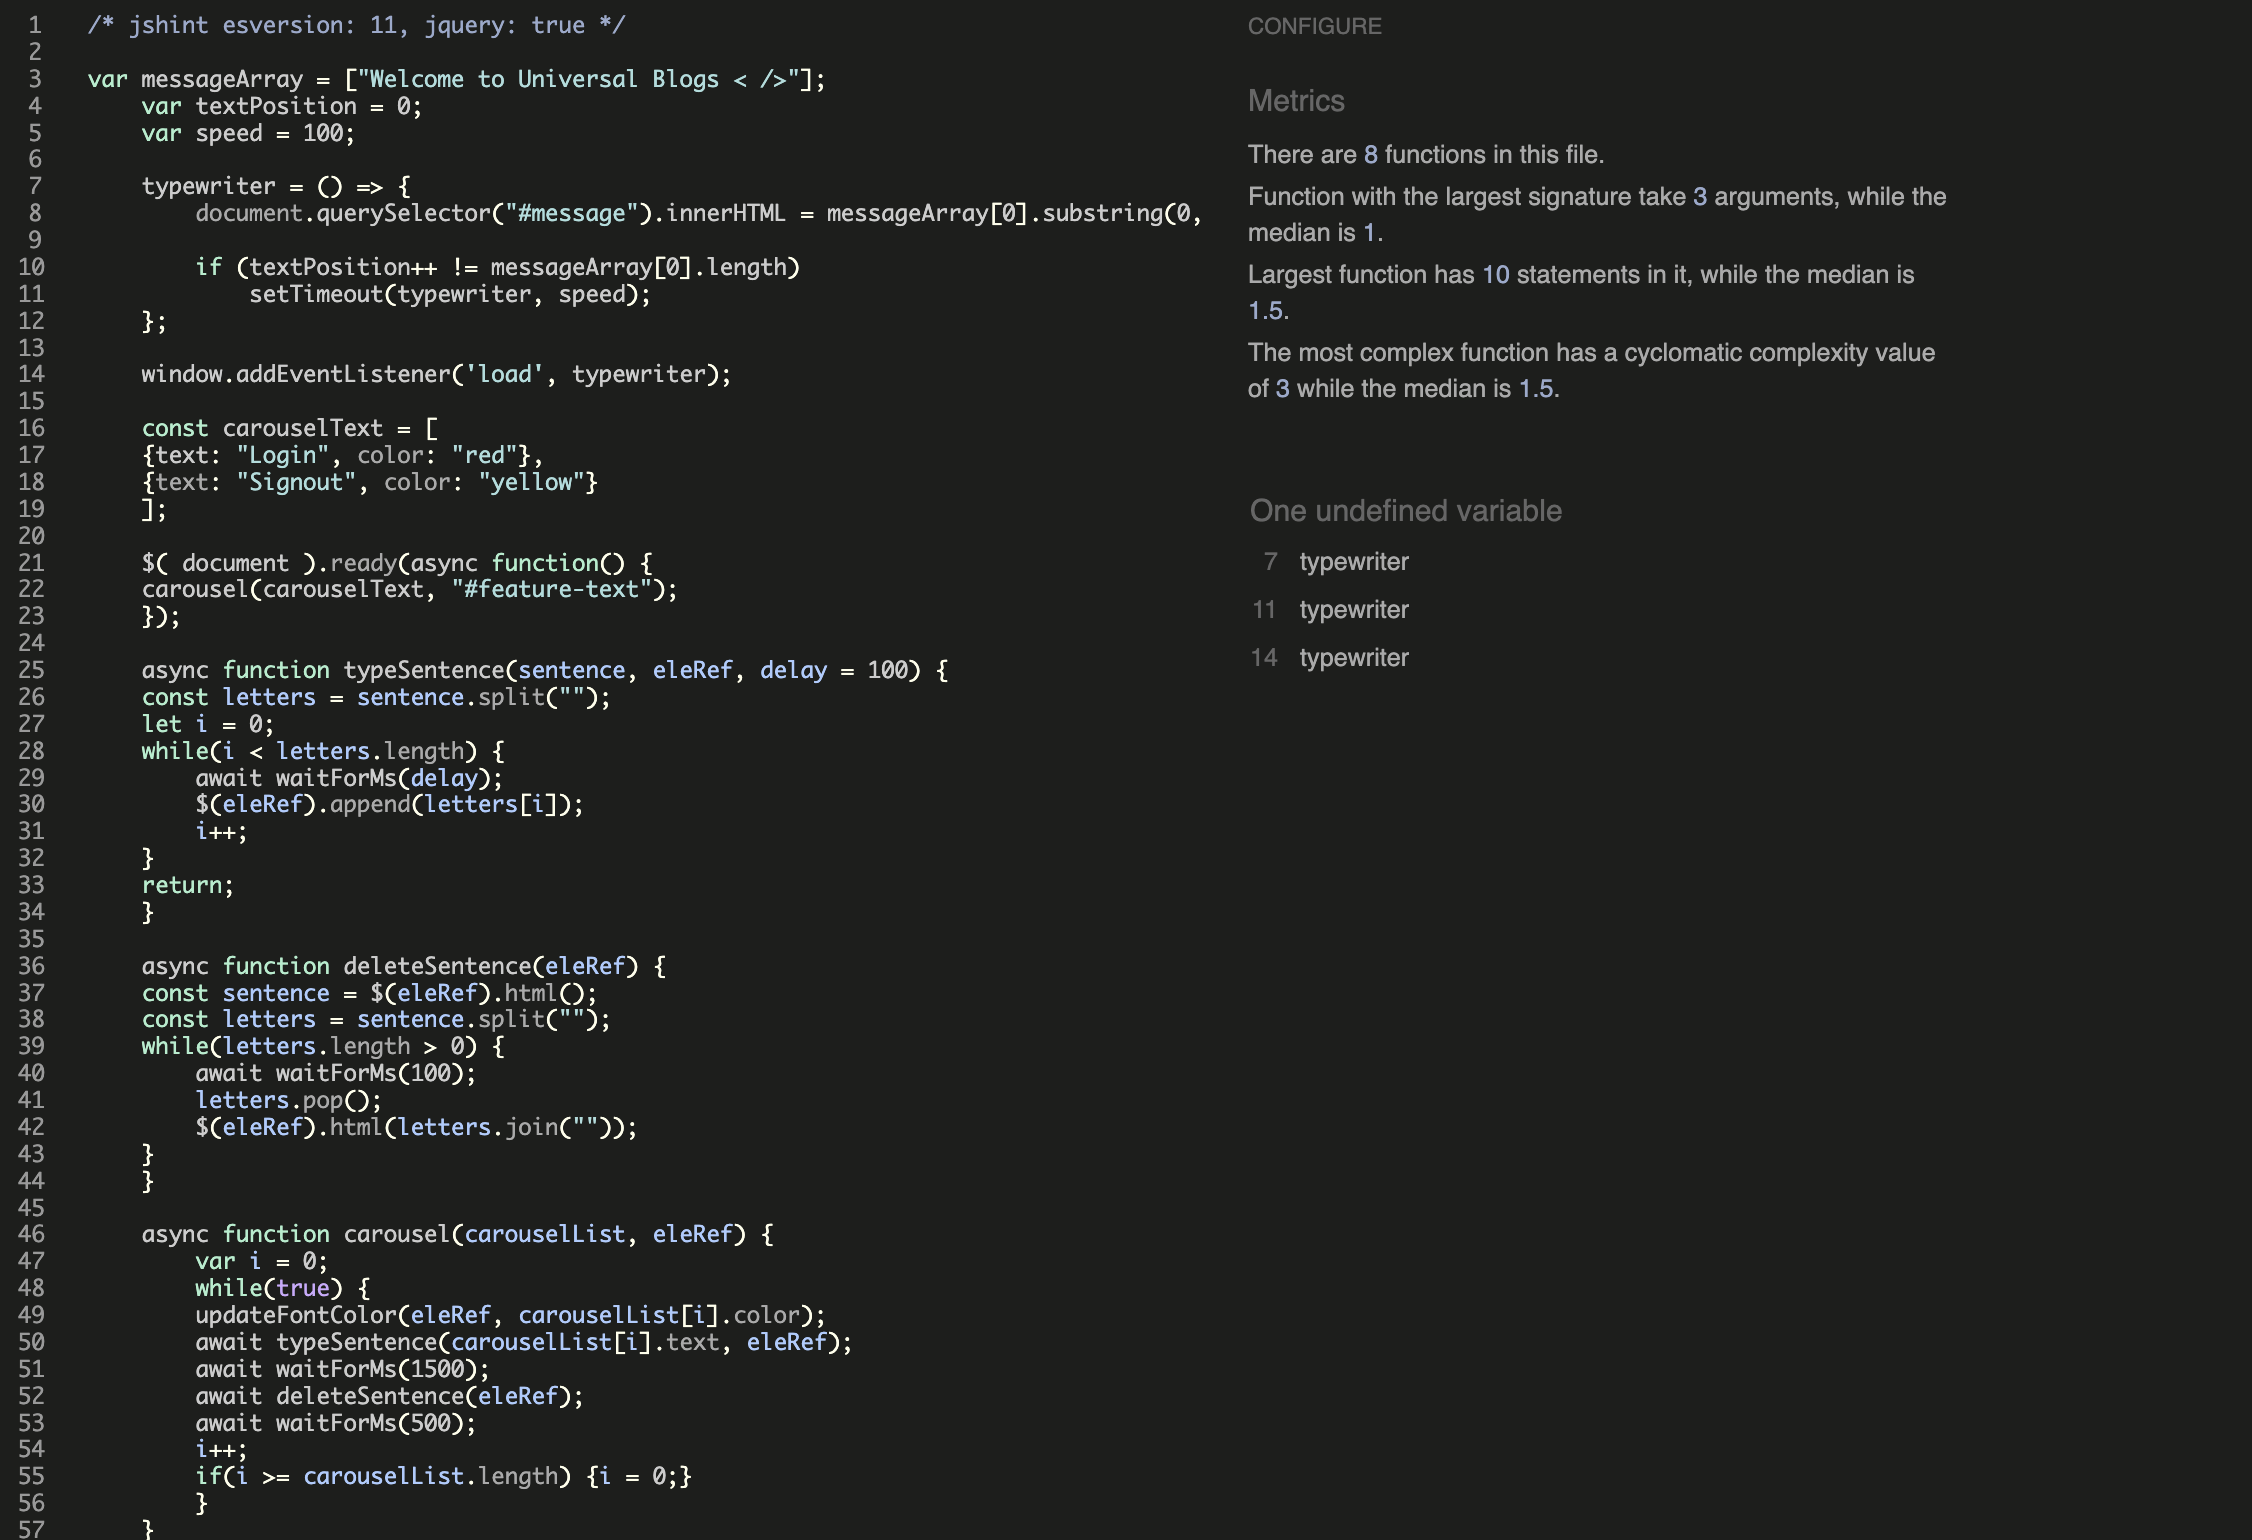 1 /* jshint esversion: 11, jquery: true */
2
3 var messageArray = ["Welcome to Universal Blogs < />"];
4 var textPosition = 0;
5 var speed = 100;
6
7 typewriter = () => {
8 document.querySelector("#message").innerHTML = messageArray[0].substring(0,
9
10 if (textPosition++ != messageArray[0].length)
11 setTimeout(typewriter, speed);
12 };
13
14 window.addEventListener('load', typewriter);
15
16 const carouselText = [
17 {text: "Login", color: "red"},
18 {text: "Signout", color: "yellow"}
19 ];
20
21 $( document ).ready(async function() {
22 carousel(carouselText, "#feature-text");
23 });
24
25 async function typeSentence(sentence, eleRef, delay = 100) {
26 const letters = sentence.split("");
27 let i = 0;
28 while(i < letters.length) {
29 await waitForMs(delay);
30 $(eleRef).append(letters[i]);
31 i++;
32 }
33 return;
34 }
35
36 async function deleteSentence(eleRef) {
37 const sentence = $(eleRef).html();
38 const letters = sentence.split("");
39 while(letters.length > 0) {
40 await waitForMs(100);
41 letters.pop();
42 $(eleRef).html(letters.join(""));
43 }
44 }
45
46 async function carousel(carouselList, eleRef) {
47 var i = 0;
48 while(true) {
49 updateFontColor(eleRef, carouselList[i].color);
50 await typeSentence(carouselList[i].text, eleRef);
51 await waitForMs(1500);
52 await deleteSentence(eleRef);
53 await waitForMs(500);
54 i++;
55 if(i >= carouselList.length) {i = 0;}
56 }
57 }
CONFIGURE
Metrics
There are 8 functions in this file.
Function with the largest signature take 3 arguments, while the
median is 1.
Largest function has 10 statements in it, while the median is
1.5.
The most complex function has a cyclomatic complexity value
of 3 while the median is 1.5.
One undefined variable
7 typewriter
11 typewriter
14 typewriter